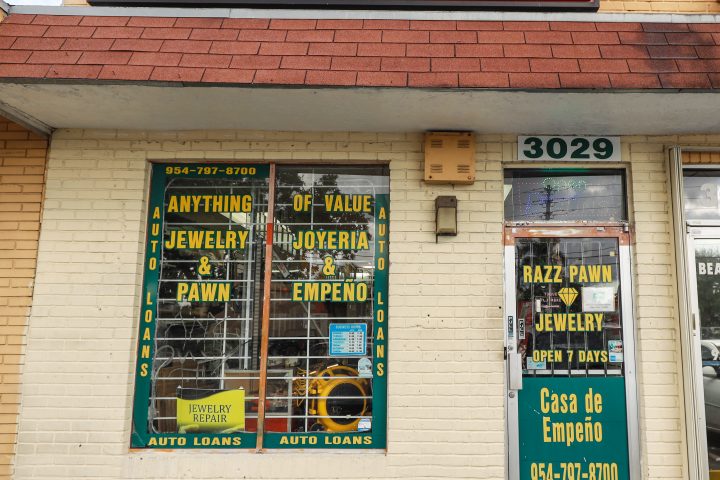 954-797-8700
ANYTHING OF VALUE
JEWELRY JOYERIA
& &
PAWN EMPEÑO
AUTO LOANS
AUTO LOANS
JEWELRY
REPAIR
AUTO LOANS AUTO LOANS
3029
RAZZ PAWN
JEWELRY
OPEN 7 DAYS
Casa de
Empeño
954-797-8700
BEA